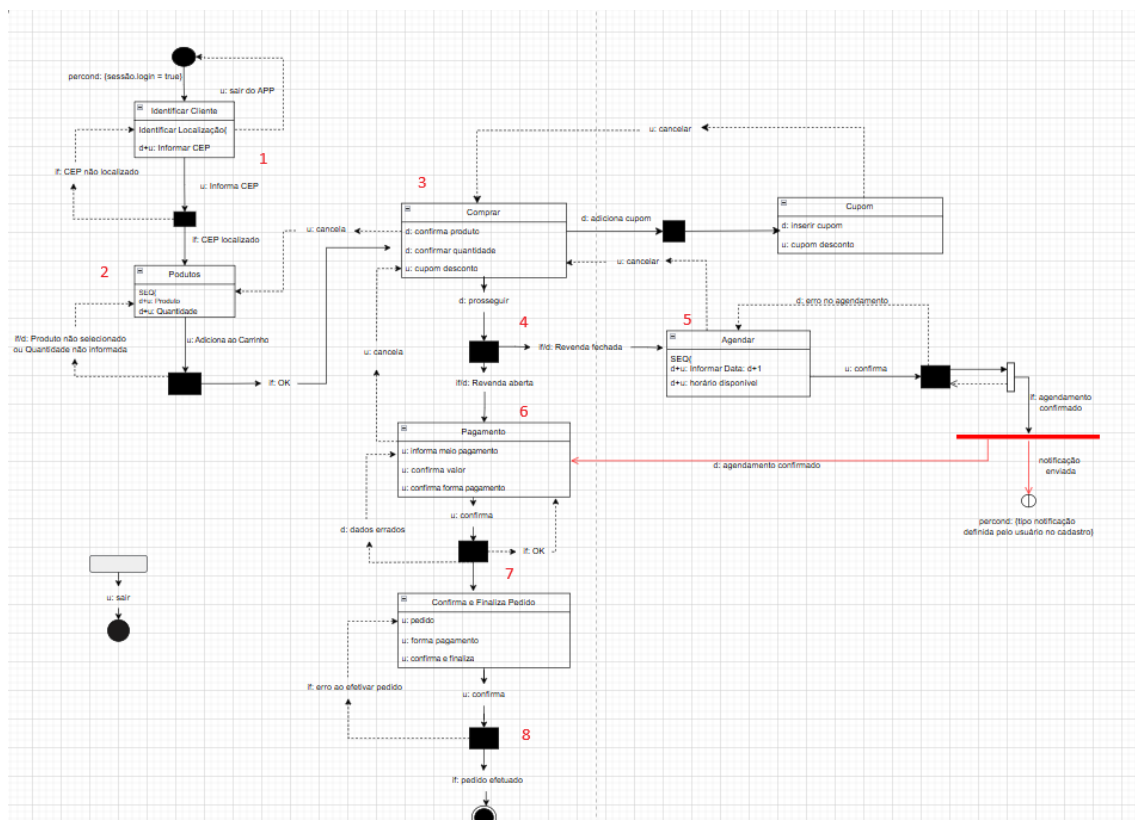 percond: {sessão.login = true}
u: sair do APP
Identificar Cliente
Identificar Localização{
d+u: Informar CEP
1
If: CEP não localizado
u: Informa CEP
If: CEP localizado
2
Podutos
SEQ{
d+u: Produto
d+u: Quantidade
If/d: Produto não selecionado
ou Quantidade não informada
u: Adiciona ao Carrinho
If: OK
u: cancela
3
Comprar
d: confirma produto
d: confirmar quantidade
u: cupom desconto
u: cancelar
d: adiciona cupom
Cupom
d: inserir cupom
u: cupom desconto
u: cancelar
d: prosseguir
4
If/d: Revenda fechada
If/d: Revenda aberta
5
Agendar
SEQ{
d+u: Informar Data: d+1
d+u: horário disponível
d: erro no agendamento
u: confirma
If: agendamento
confirmado
d: agendamento confirmado
notificação
enviada
percond: {tipo notificação
definida pelo usuário no cadastro}
u: cancela
6
Pagamento
u: informa meio pagamento
u: confirma valor
u: confirma forma pagamento
u: confirma
d: dados errados
If: OK
7
Confirma e Finaliza Pedido
u: pedido
u: forma pagamento
u: confirma e finaliza
If: erro ao efetivar pedido
u: confirma
8
If: pedido efetuado
u: sair